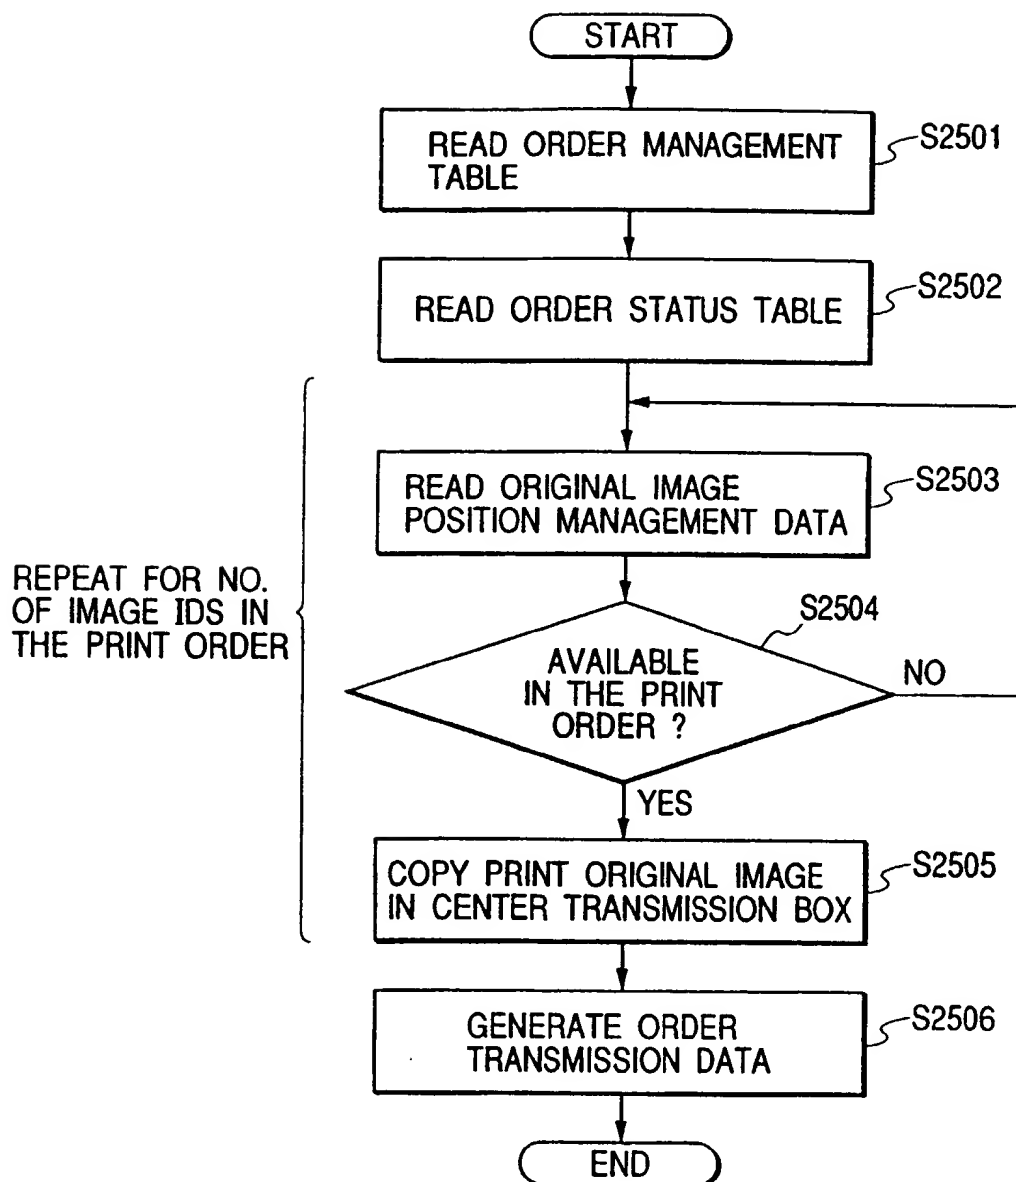 START
READ ORDER MANAGEMENT
TABLE
S2501
READ ORDER STATUS TABLE
S2502
READ ORIGINAL IMAGE
POSITION MANAGEMENT DATA
S2503
REPEAT FOR NO.
OF IMAGE IDS IN
THE PRINT ORDER
AVAILABLE
IN THE PRINT
ORDER ?
S2504
NO
YES
COPY PRINT ORIGINAL IMAGE
IN CENTER TRANSMISSION BOX
S2505
GENERATE ORDER
TRANSMISSION DATA
S2506
END